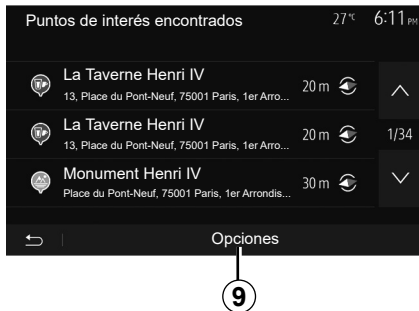 Puntos de interés encontrados 27°C 6:11 PM
La Taverne Henri IV
13, Place du Pont-Neuf, 75001 Paris, 1er Arro...
20 m
La Taverne Henri IV
13, Place du Pont-Neuf, 75001 Paris, 1er Arro...
20 m
1/34
Monument Henri IV
Place du Pont-Neuf, 75001 Paris, 1er Arrondis...
30 m
Opciones
9